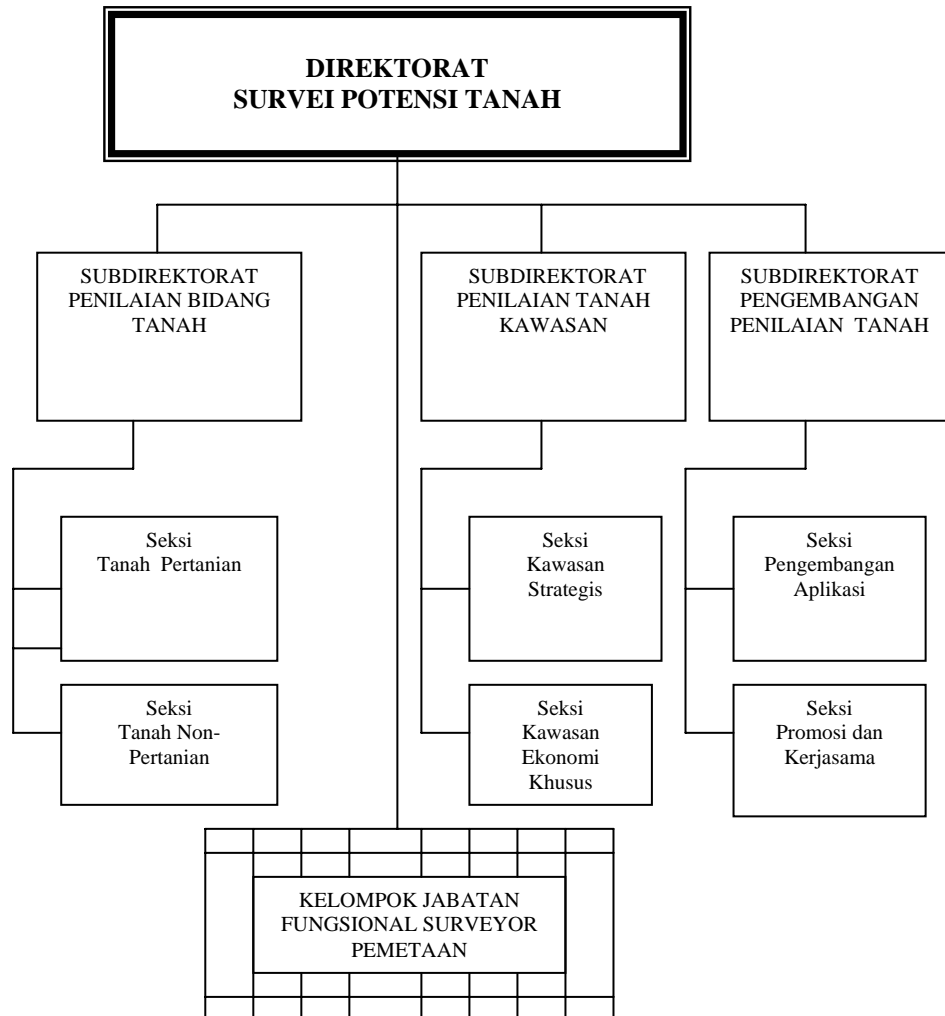 DIREKTORAT
SURVEI POTENSI TANAH
SUBDIREKTORAT
PENILAIAN BIDANG
TANAH
SUBDIREKTORAT
PENILAIAN TANAH
KAWASAN
SUBDIREKTORAT
PENGEMBANGAN
PENILAIAN TANAH
Seksi
Tanah Pertanian
Seksi
Kawasan
Strategis
Seksi
Pengembangan
Aplikasi
Seksi
Tanah Non-
Pertanian
Seksi
Kawasan
Ekonomi
Khusus
Seksi
Promosi dan
Kerjasama
KELOMPOK JABATAN
FUNGSIONAL SURVEYOR
PEMETAAN